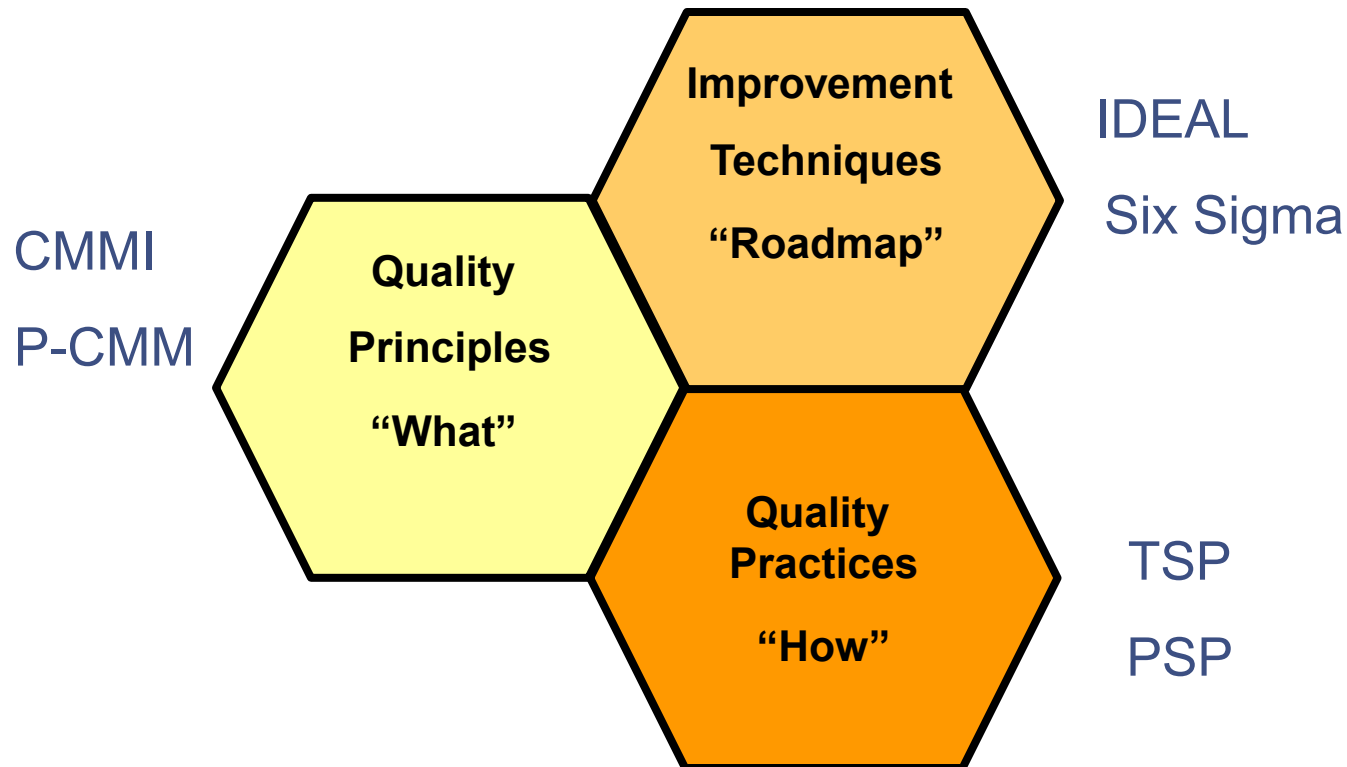 CMMI
P-CMM
Quality
Principles
“What”
Improvement
Techniques
“Roadmap”
IDEAL
Six Sigma
Quality
Practices
“How”
TSP
PSP